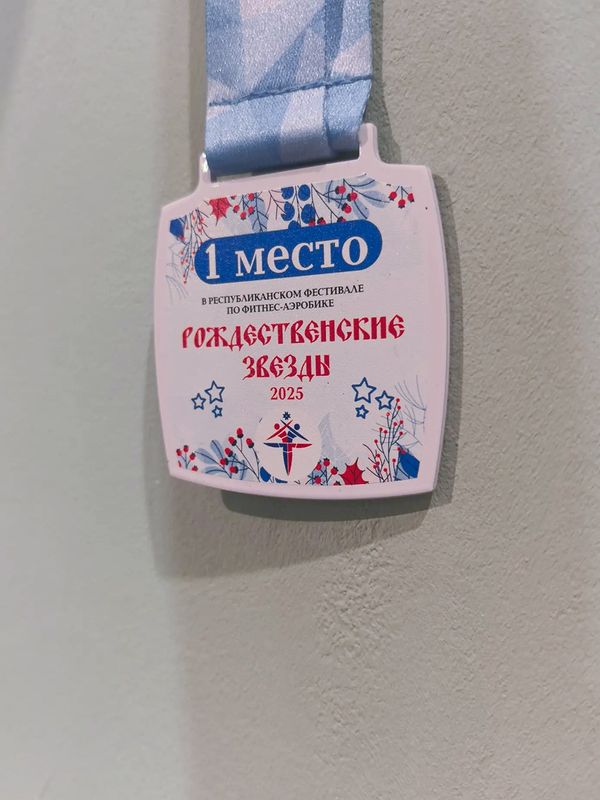 1 место
В РЕСПУБЛИКАНСКОМ ФЕСТИВАЛЕ
ПО ФИТНЕС-АЭРОБИКЕ
РОЖДЕСТВЕНСКИЕ
ЗВЕЗДЫ
2025